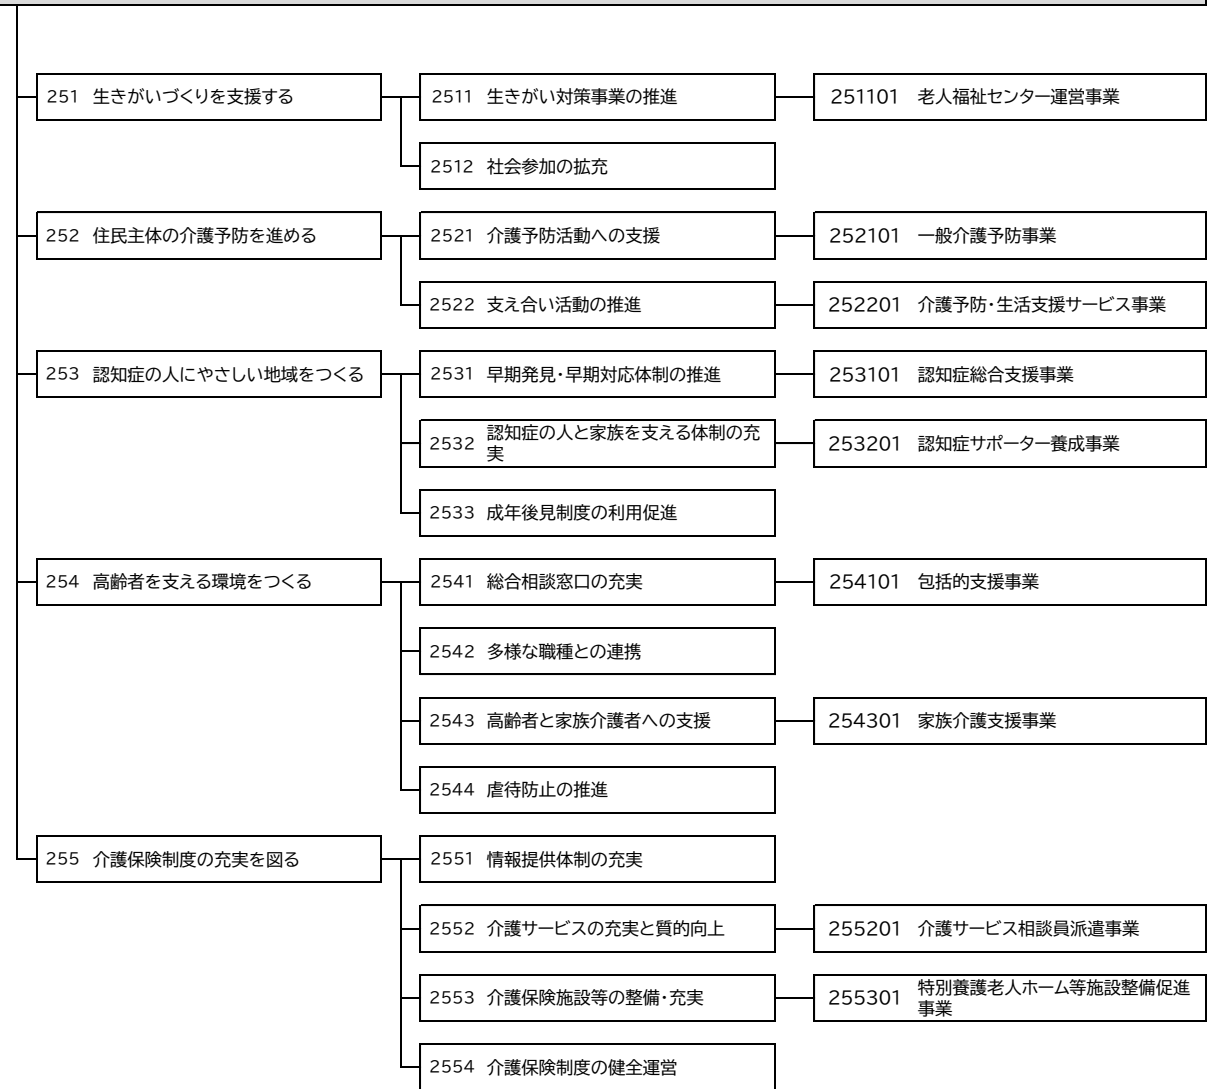 251 生きがいづくりを支援する
2511 生きがい対策事業の推進
251101 老人福祉センター運営事業
2512 社会参加の拡充
252 住民主体の介護予防を進める
2521 介護予防活動への支援
252101 一般介護予防事業
2522 支え合い活動の推進
252201 介護予防・生活支援サービス事業
253 認知症の人にやさしい地域をつくる
2531 早期発見・早期対応体制の推進
253101 認知症総合支援事業
2532 認知症の人と家族を支える体制の充
実
253201 認知症サポーター養成事業
2533 成年後見制度の利用促進
254 高齢者を支える環境をつくる
2541 総合相談窓口の充実
254101 包括的支援事業
2542 多様な職種との連携
2543 高齢者と家族介護者への支援
254301 家族介護支援事業
2544 虐待防止の推進
255 介護保険制度の充実を図る
2551 情報提供体制の充実
2552 介護サービスの充実と質的向上
255201 介護サービス相談員派遣事業
2553 介護保険施設等の整備・充実
255301 特別養護老人ホーム等施設整備促進
事業
2554 介護保険制度の健全運営